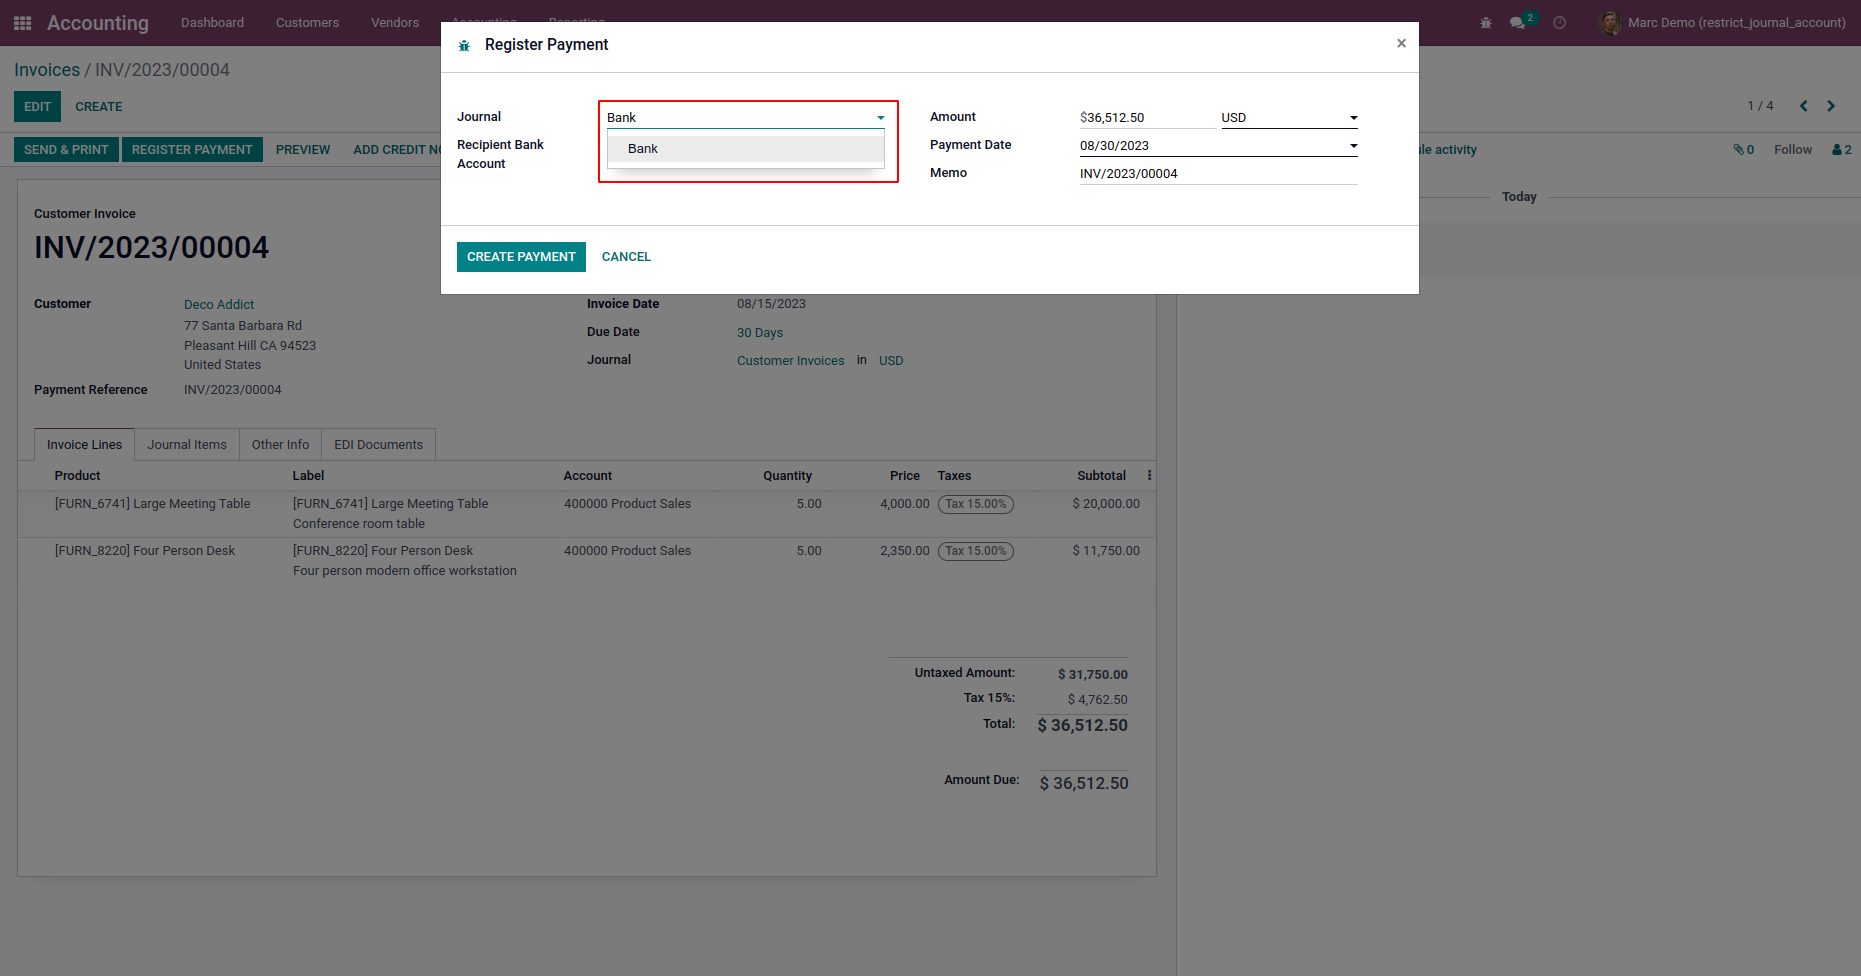 Accounting
Dashboard
Customers
Vendors
Accounting
Reporting
2
Marc Demo (restrict_journal_account)
Invoices / INV/2023/00004
EDIT
CREATE
1 / 4
SEND & PRINT
REGISTER PAYMENT
PREVIEW
ADD CREDIT NO
le activity
0
Follow
2
Register Payment
×
Journal
Bank
Bank
Recipient Bank
Account
Amount
$36,512.50
USD
Payment Date
08/30/2023
Memo
INV/2023/00004
CREATE PAYMENT
CANCEL
Today
Customer Invoice
INV/2023/00004
Customer
Deco Addict
77 Santa Barbara Rd
Pleasant Hill CA 94523
United States
Payment Reference
INV/2023/00004
Invoice Date
08/15/2023
Due Date
30 Days
Journal
Customer Invoices in USD
Invoice Lines
Journal Items
Other Info
EDI Documents
Product Label Account Quantity Price Taxes Subtotal
[FURN_6741] Large Meeting Table [FURN_6741] Large Meeting Table 400000 Product Sales 5.00 4,000.00 Tax 15.00% $ 20,000.00
Conference room table
[FURN_8220] Four Person Desk [FURN_8220] Four Person Desk 400000 Product Sales 5.00 2,350.00 Tax 15.00% $ 11,750.00
Four person modern office workstation
Untaxed Amount: $ 31,750.00
Tax 15%: $ 4,762.50
Total: $ 36,512.50
Amount Due: $ 36,512.50